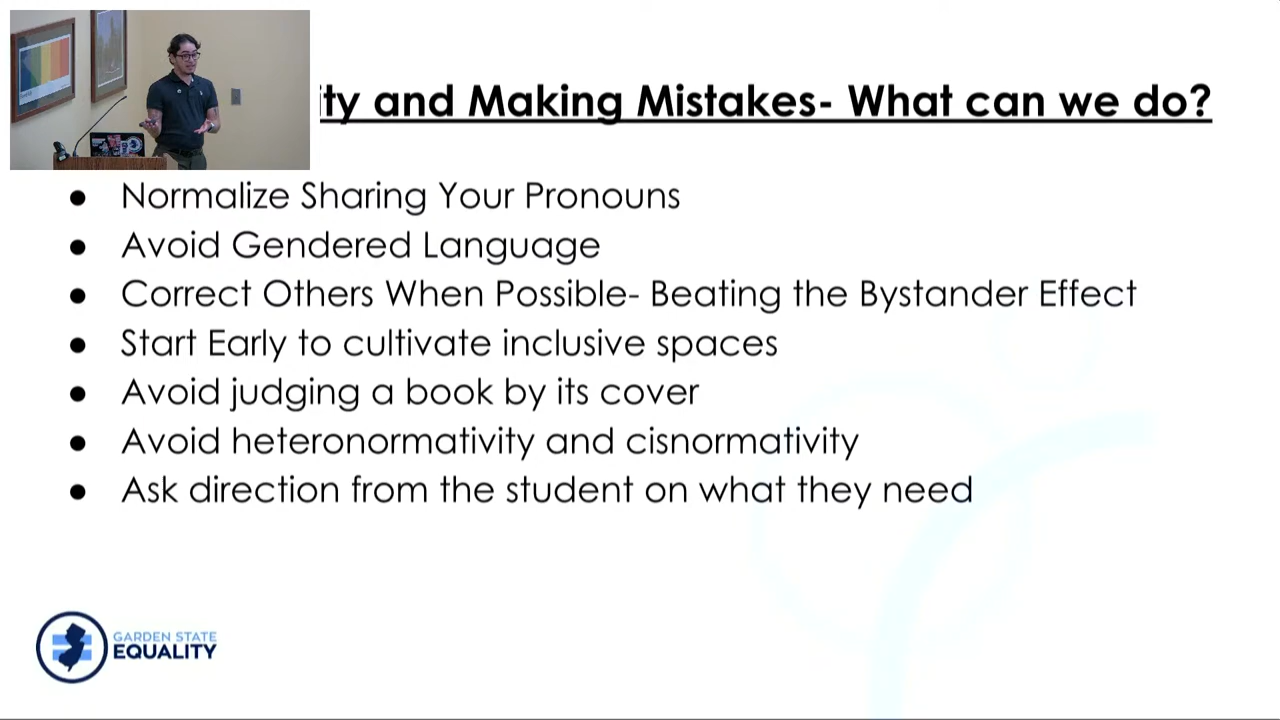 ity and Making Mistakes- What can we do?
● Normalize Sharing Your Pronouns
● Avoid Gendered Language
● Correct Others When Possible- Beating the Bystander Effect
● Start Early to cultivate inclusive spaces
● Avoid judging a book by its cover
● Avoid heteronormativity and cisnormativity
● Ask direction from the student on what they need
GARDEN STATE
EQUALITY